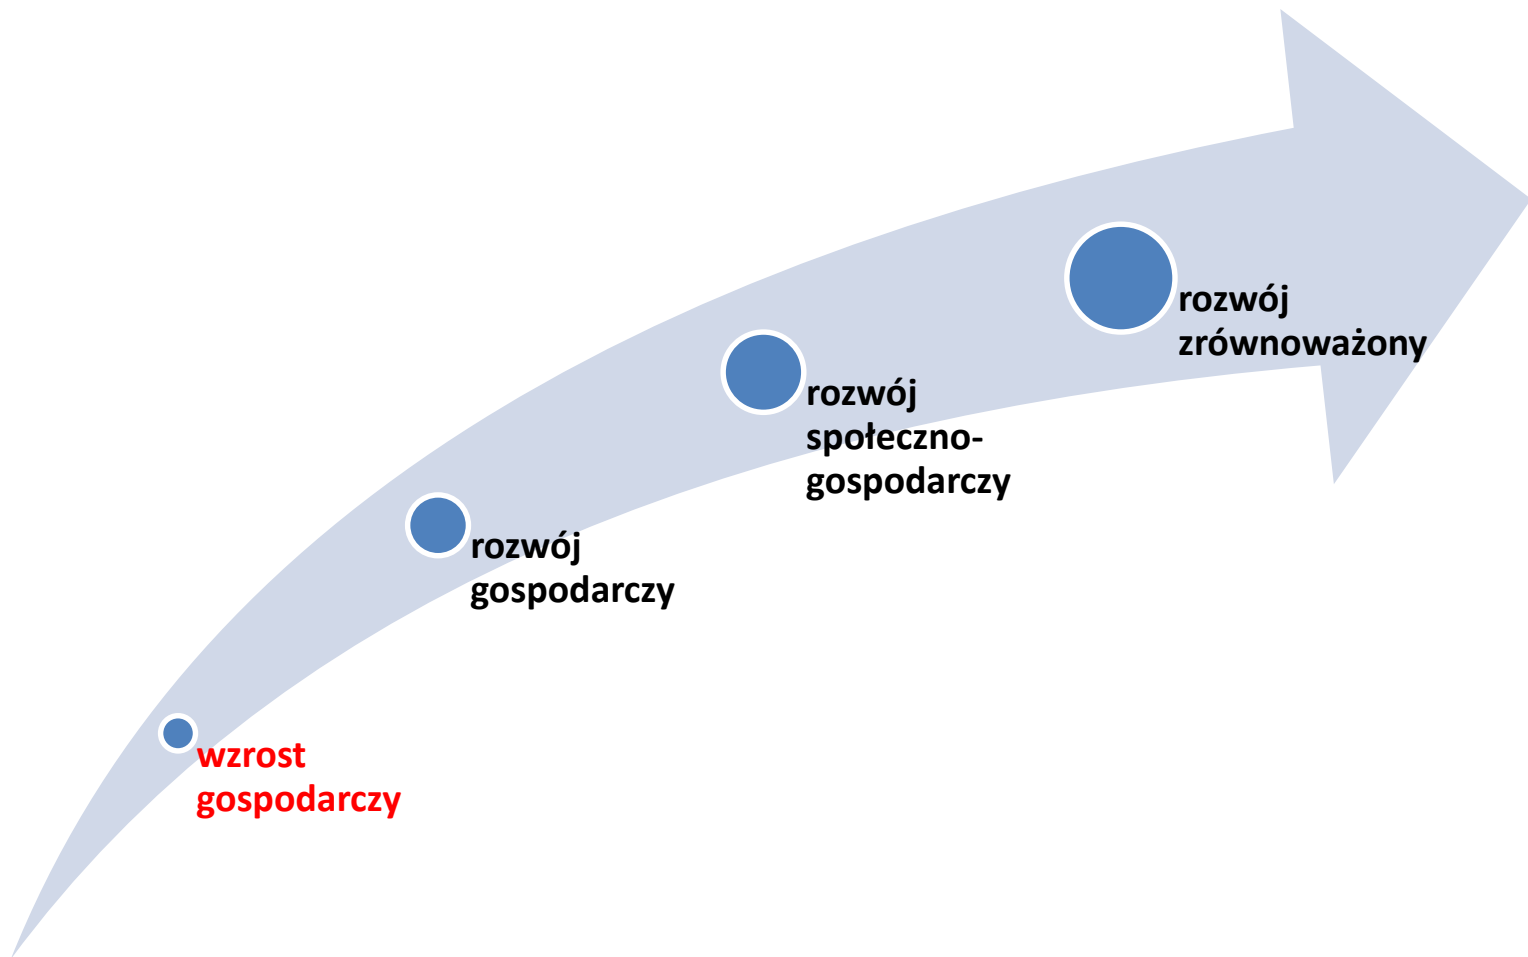 rozwój
zrównoważony
rozwój
społeczno-
gospodarczy
rozwój
gospodarczy
wzrost
gospodarczy